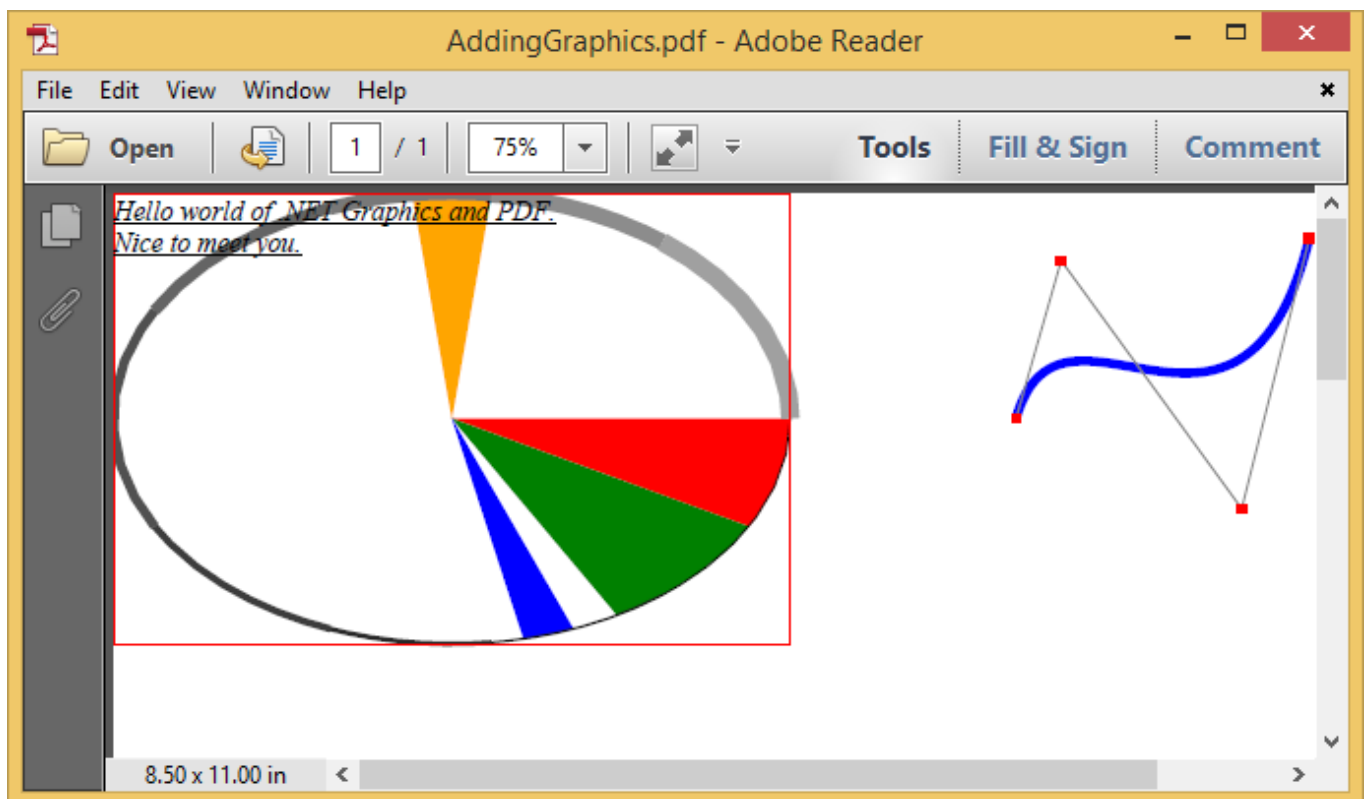 AddingGraphics.pdf - Adobe Reader
File Edit View Window Help
Open 1 / 1 75% Tools Fill & Sign Comment
Hello world of .NET Graphics and PDF.
Nice to meet you.
8.50 x 11.00 in